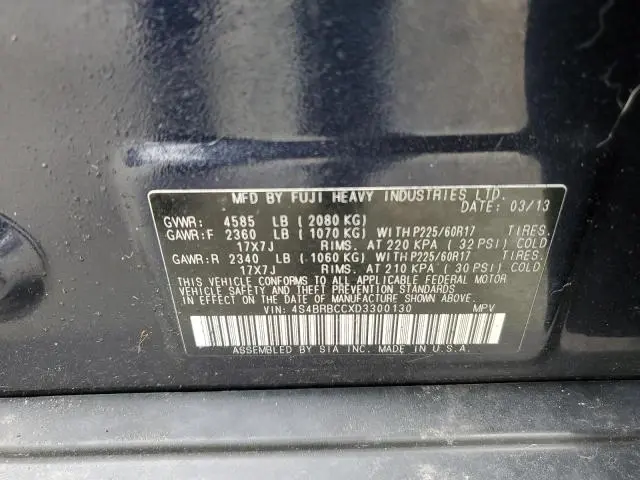 MFD BY FUJI HEAVY INDUSTRIES LTD.
DATE: 03/13
GVWR: 4585 LB ( 2080 KG)
GAWR:F 2360 LB ( 1070 KG) WITH P225/60R17 TIRES.
17X7J RIMS. AT 220 KPA ( 32 PSI) COLD
GAWR:R 2340 LB ( 1060 KG) WITH P225/60R17 TIRES.
17X7J RIMS. AT 210 KPA ( 30 PSI) COLD
THIS VEHICLE CONFORMS TO ALL APPLICABLE FEDERAL MOTOR
VEHICLE SAFETY AND THEFT PREVENTION STANDARDS
IN EFFECT ON THE DATE OF MANUFACTURE SHOWN ABOVE.
VIN: 4S4BRBCCXD3300130 MPV
ASSEMBLED BY SIA INC. MADE IN U.S.A.